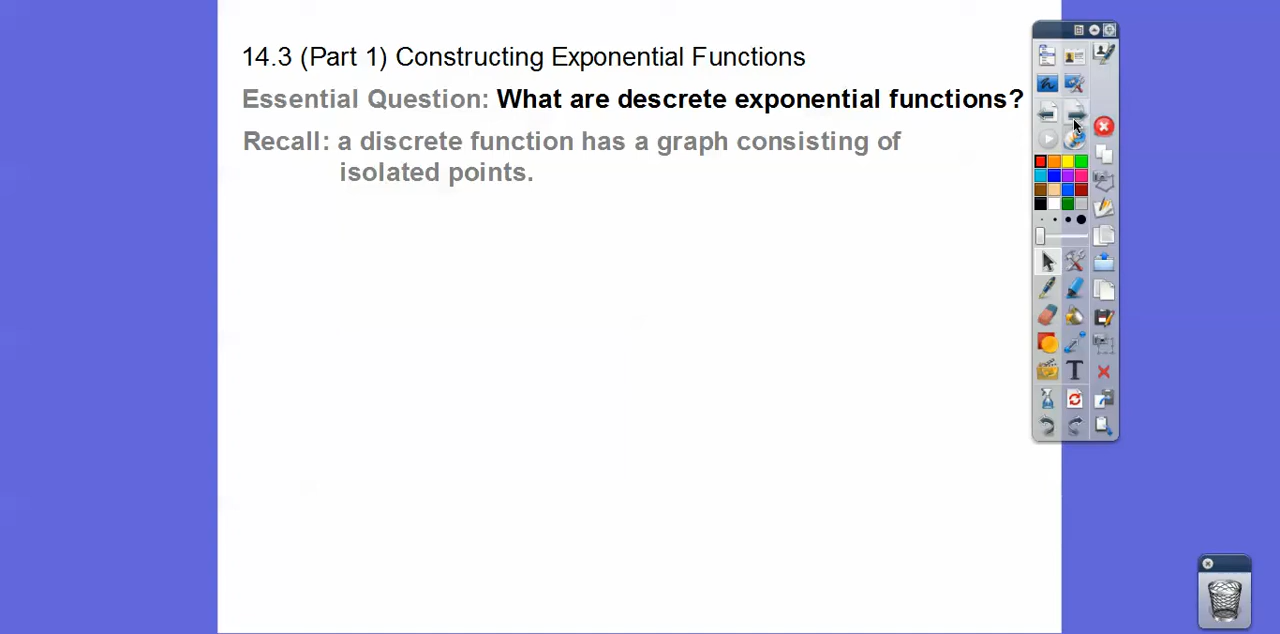 14.3 (Part 1) Constructing Exponential Functions
Essential Question: What are descrete exponential functions?
Recall: a discrete function has a graph consisting of
isolated points.
T